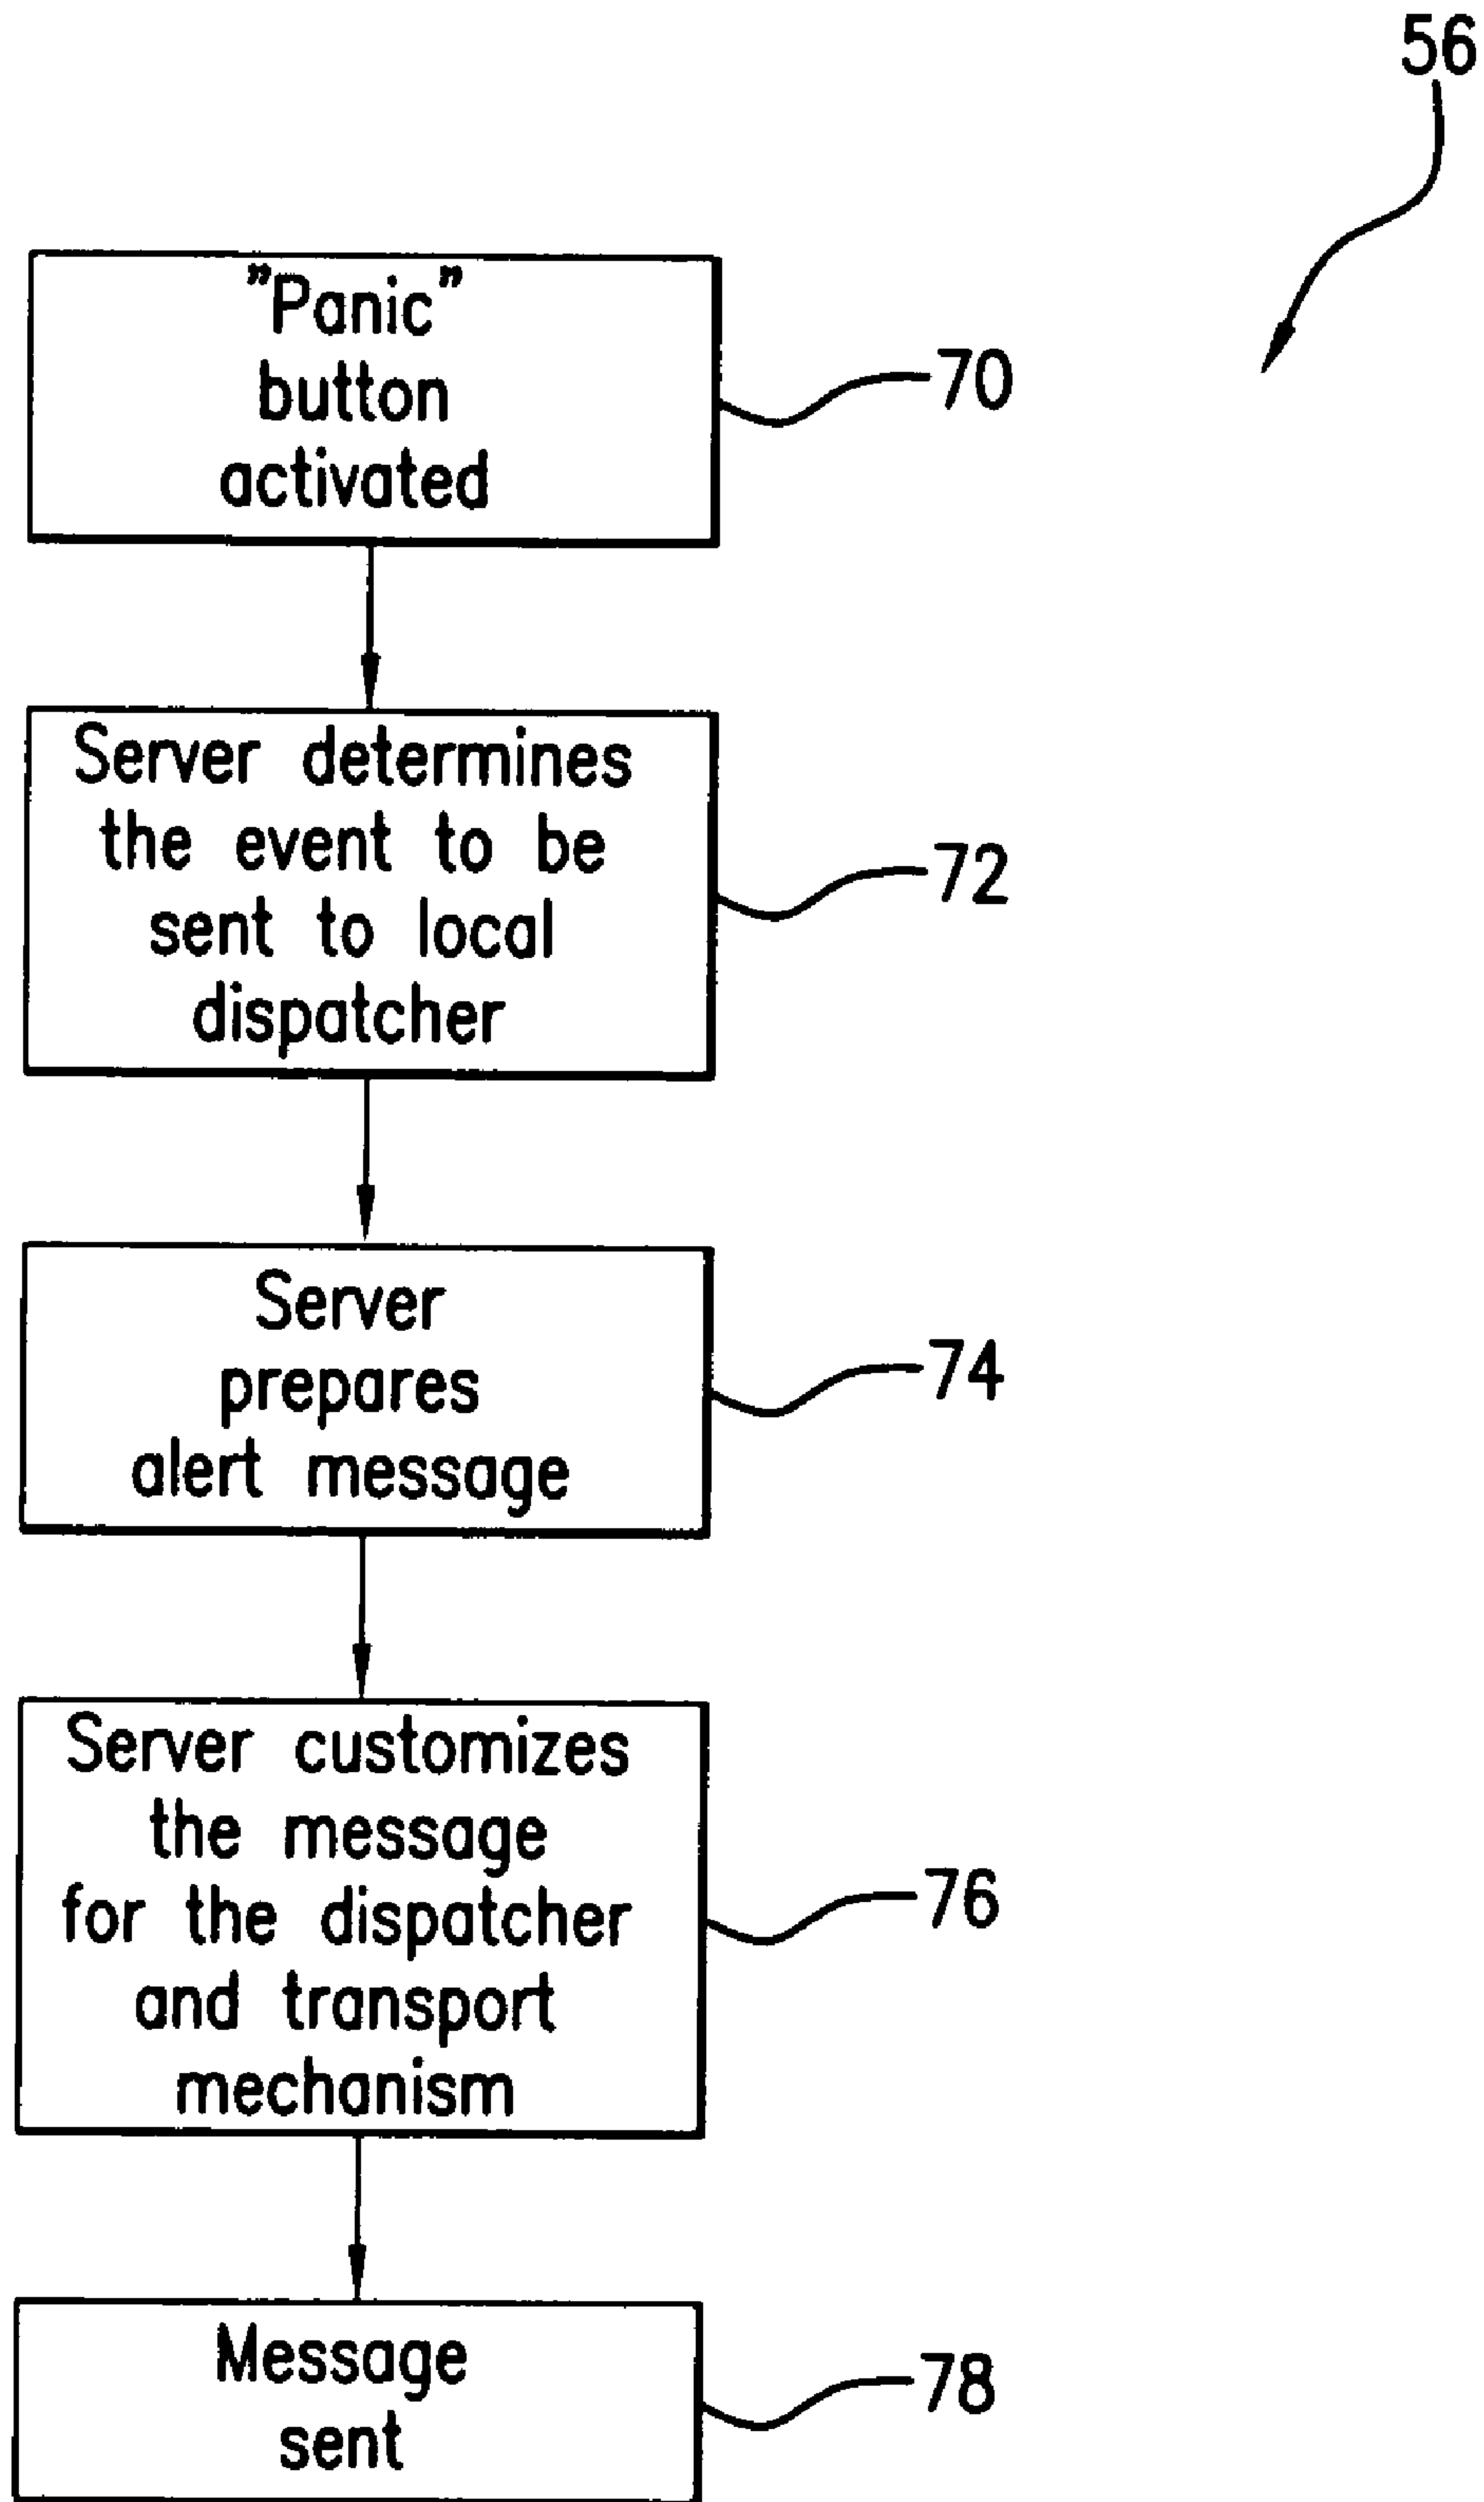 56
”Panic”
button
activated
70
Server determines
the event to be
sent to local
dispatcher
72
Server
prepares
alert message
74
Server customizes
the message
for the dispatcher
and transport
mechanism
76
Message
sent
78